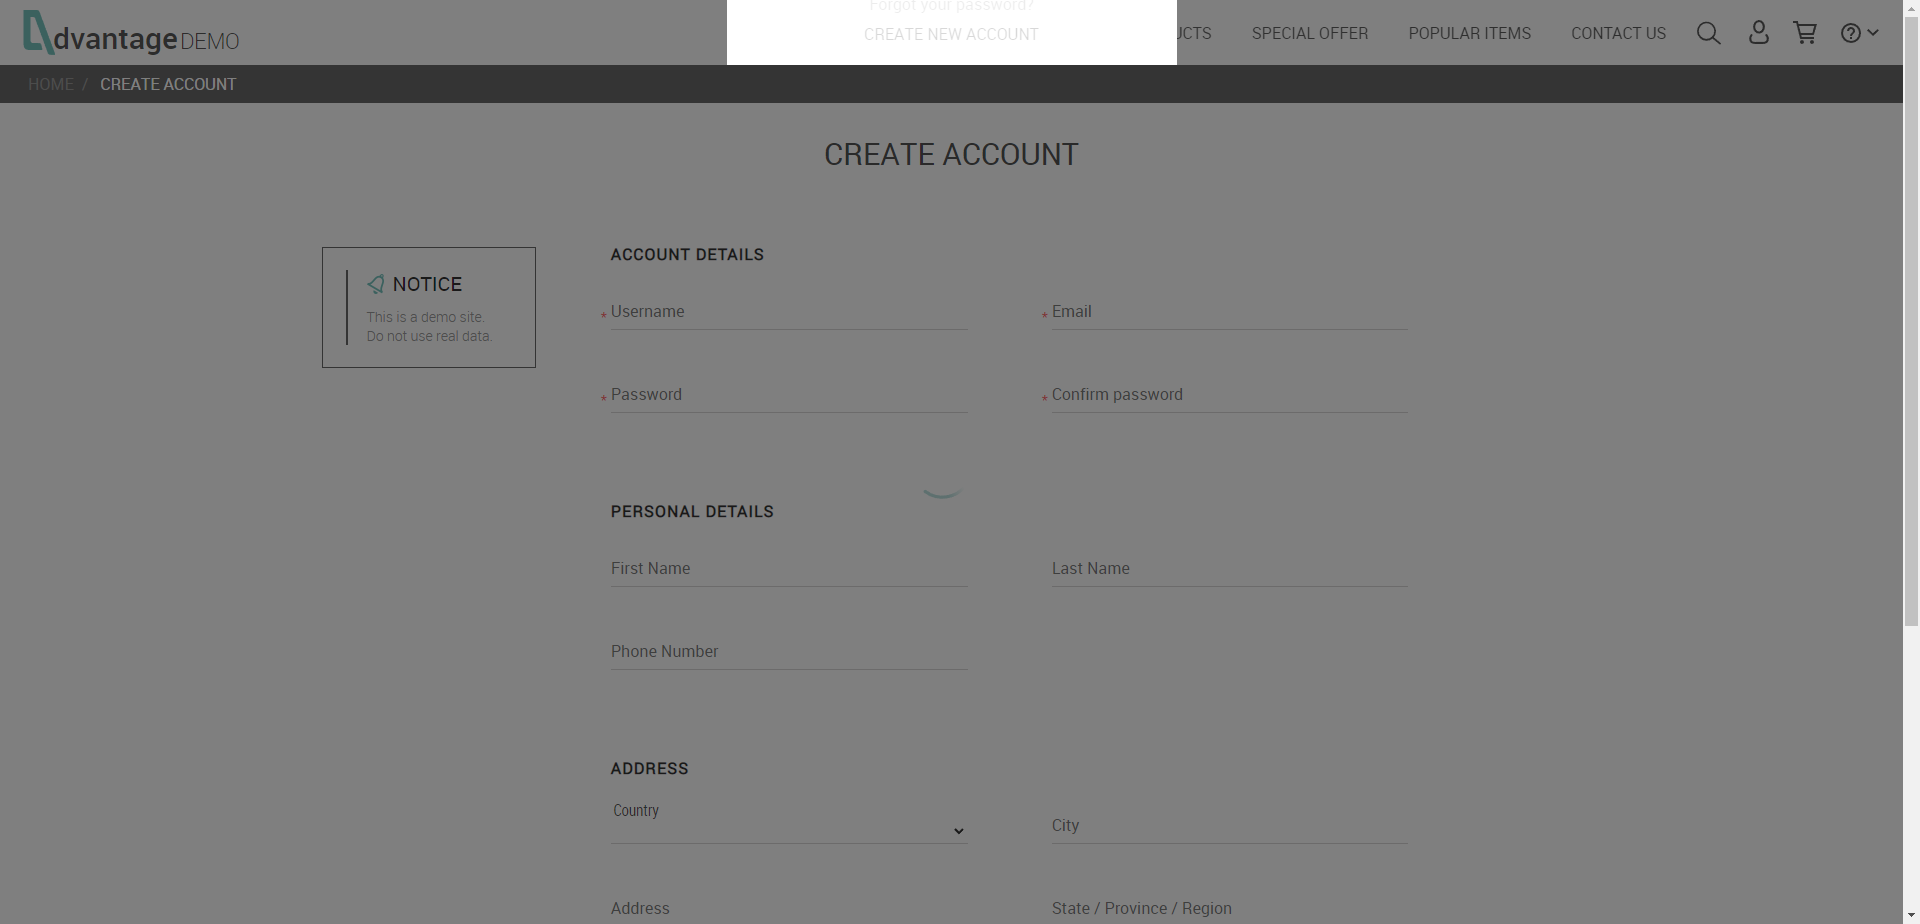 Forgot your password?
CREATE NEW ACCOUNT
dvantage DEMO
UCTS
SPECIAL OFFER
POPULAR ITEMS
CONTACT US
HOME /
CREATE ACCOUNT
CREATE ACCOUNT
NOTICE
This is a demo site.
Do not use real data.
ACCOUNT DETAILS
* Username
* Email
* Password
* Confirm password
PERSONAL DETAILS
First Name
Last Name
Phone Number
ADDRESS
Country
City
Address
State / Province / Region